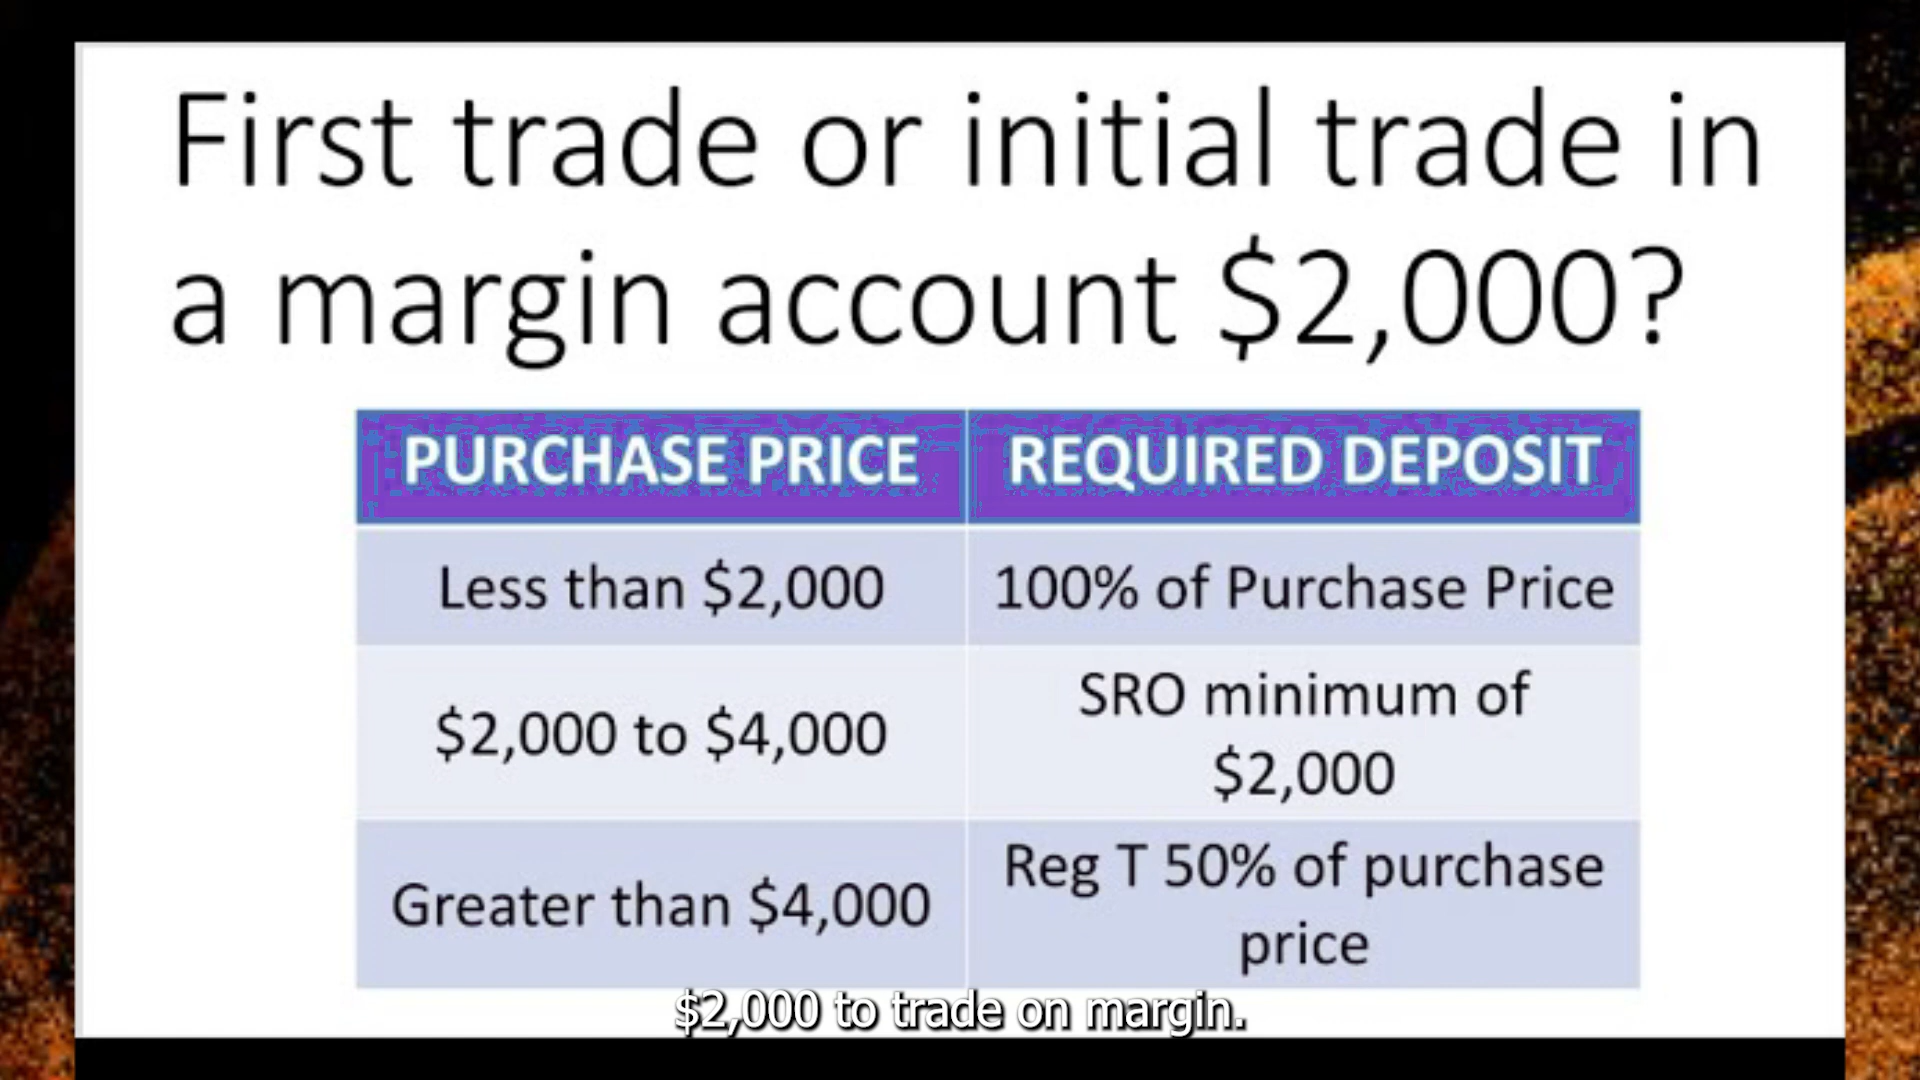 First trade or initial trade in
a margin account $2,000?
PURCHASE PRICE
REQUIRED DEPOSIT
Less than $2,000
100% of Purchase Price
$2,000 to $4,000
SRO minimum of
$2,000
Greater than $4,000
Reg T 50% of purchase
price
$2,000 to trade on margin.